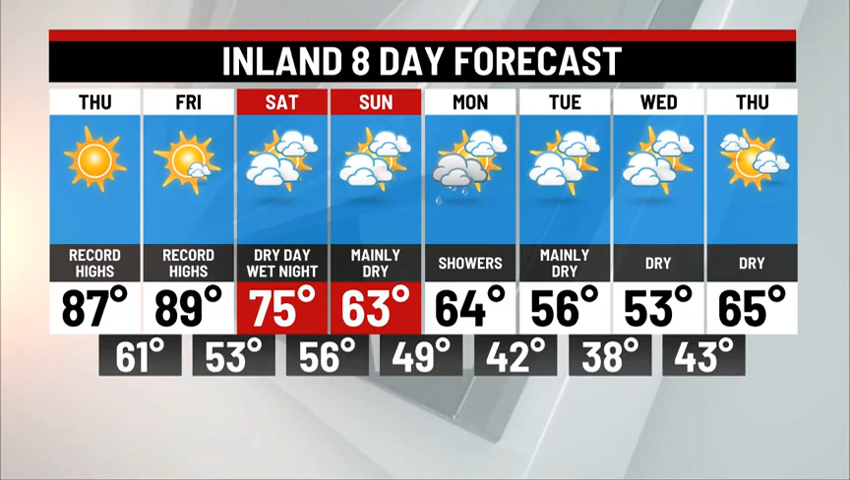 INLAND 8 DAY FORECAST
THU FRI SAT SUN MON TUE WED THU
RECORD HIGHS RECORD HIGHS DRY DAY WET NIGHT MAINLY DRY SHOWERS MAINLY DRY DRY DRY
87° 89° 75° 63° 64° 56° 53° 65°
61° 53° 56° 49° 42° 38° 43°